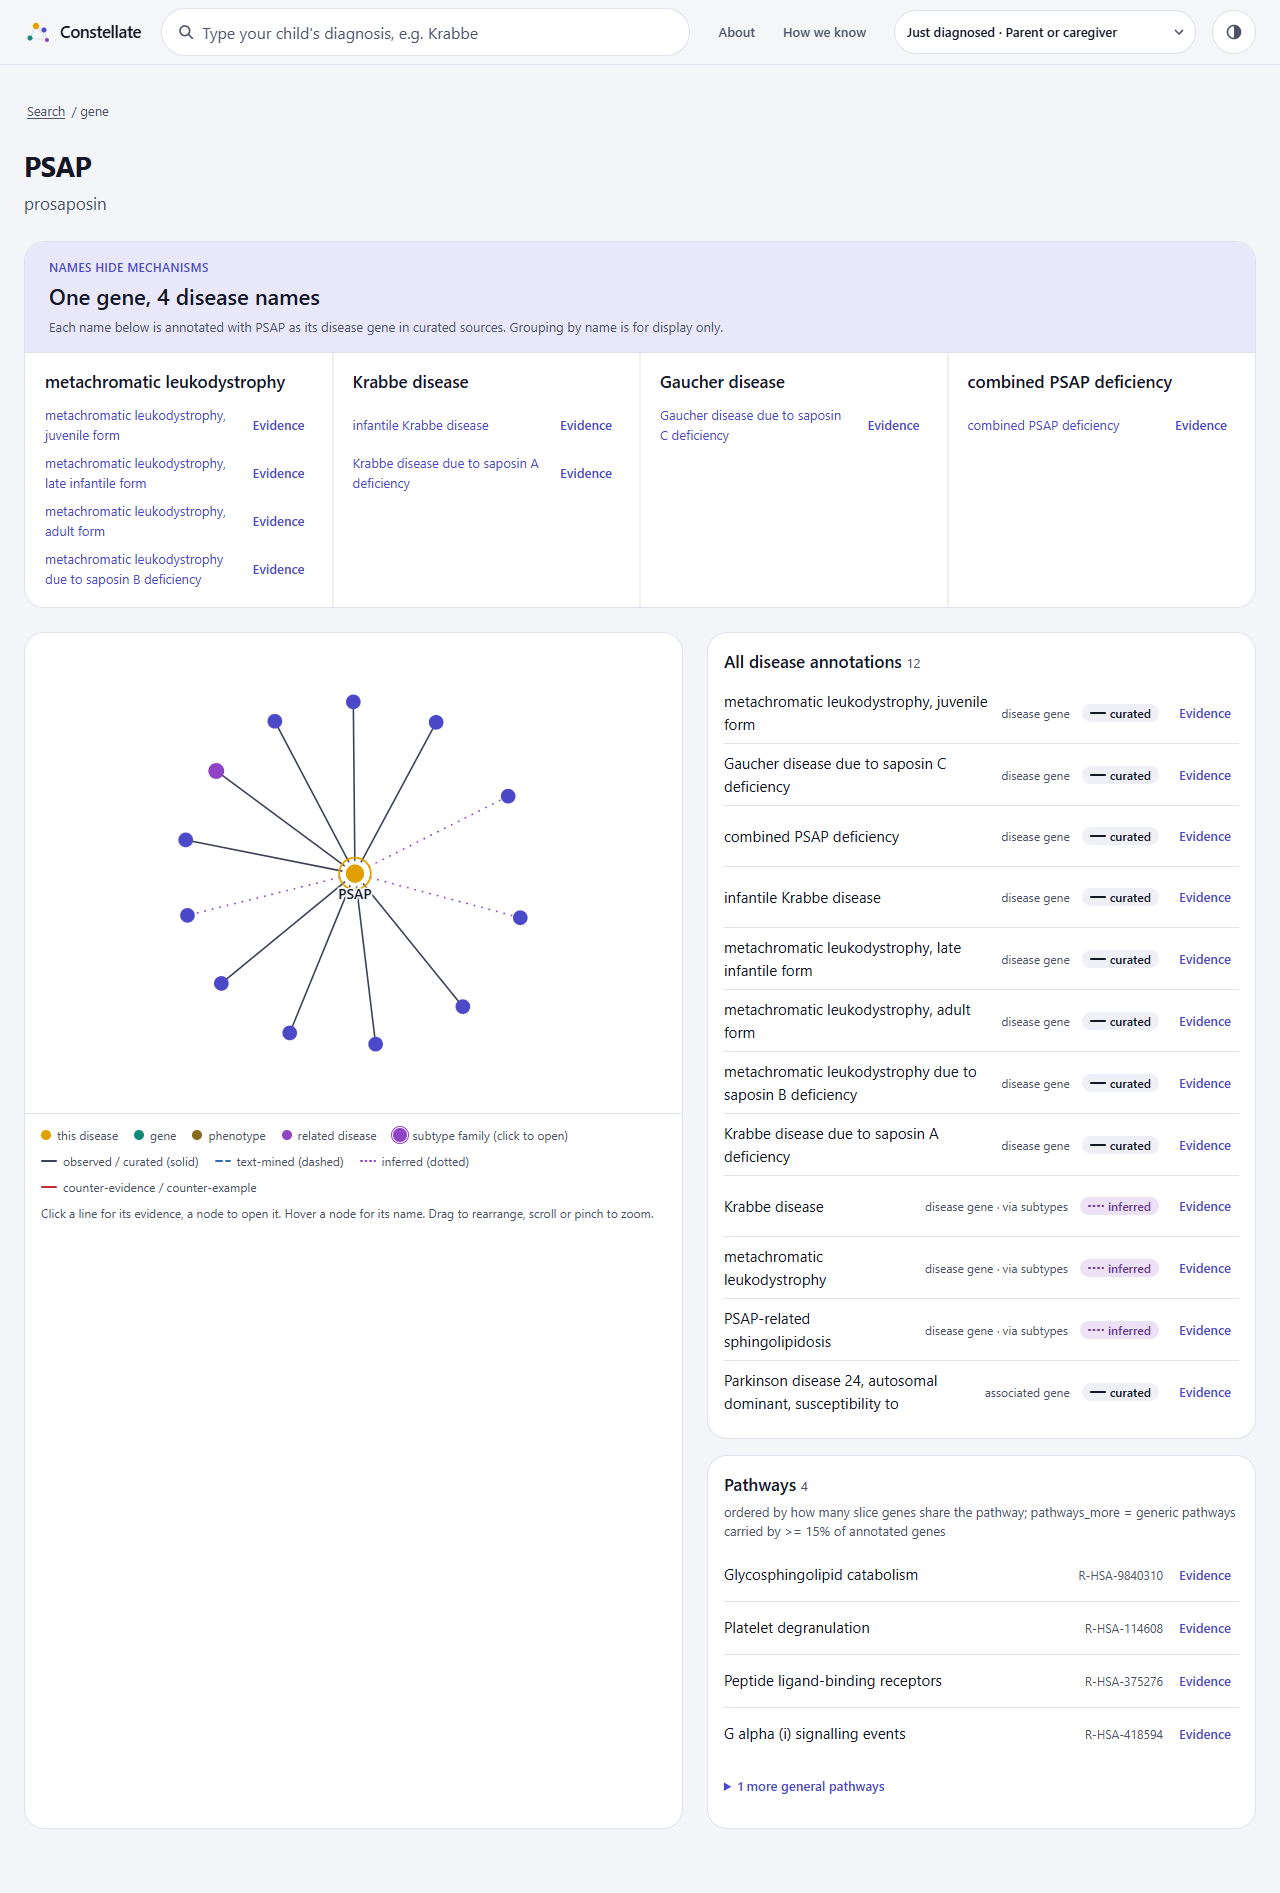 Constellate
Type your child's diagnosis, e.g. Krabbe
About
How we know
Just diagnosed · Parent or caregiver
Search / gene
PSAP
prosaposin
NAMES HIDE MECHANISMS
One gene, 4 disease names
Each name below is annotated with PSAP as its disease gene in curated sources. Grouping by name is for display only.
metachromatic leukodystrophy
metachromatic leukodystrophy,
juvenile form
Evidence
metachromatic leukodystrophy,
late infantile form
Evidence
metachromatic leukodystrophy,
adult form
Evidence
metachromatic leukodystrophy
due to saposin B deficiency
Evidence
Krabbe disease
infantile Krabbe disease
Evidence
Krabbe disease due to saposin A
deficiency
Evidence
Gaucher disease
Gaucher disease due to saposin
C deficiency
Evidence
combined PSAP deficiency
combined PSAP deficiency
Evidence
PSAP
this disease
gene
phenotype
related disease
subtype family (click to open)
observed / curated (solid)
text-mined (dashed)
inferred (dotted)
counter-evidence / counter-example
Click a line for its evidence, a node to open it. Hover a node for its name. Drag to rearrange, scroll or pinch to zoom.
All disease annotations 12
metachromatic leukodystrophy, juvenile
form
disease gene
curated
Evidence
Gaucher disease due to saposin C
deficiency
disease gene
curated
Evidence
combined PSAP deficiency
disease gene
curated
Evidence
infantile Krabbe disease
disease gene
curated
Evidence
metachromatic leukodystrophy, late
infantile form
disease gene
curated
Evidence
metachromatic leukodystrophy, adult
form
disease gene
curated
Evidence
metachromatic leukodystrophy due to
saposin B deficiency
disease gene
curated
Evidence
Krabbe disease due to saposin A
deficiency
disease gene
curated
Evidence
Krabbe disease
disease gene · via subtypes
inferred
Evidence
metachromatic
leukodystrophy
disease gene · via subtypes
inferred
Evidence
PSAP-related
sphingolipidosis
disease gene · via subtypes
inferred
Evidence
Parkinson disease 24, autosomal
dominant, susceptibility to
associated gene
curated
Evidence
Pathways 4
ordered by how many slice genes share the pathway; pathways_more = generic pathways
carried by >= 15% of annotated genes
Glycosphingolipid catabolism
R-HSA-9840310
Evidence
Platelet degranulation
R-HSA-114608
Evidence
Peptide ligand-binding receptors
R-HSA-375276
Evidence
G alpha (i) signalling events
R-HSA-418594
Evidence
1 more general pathways